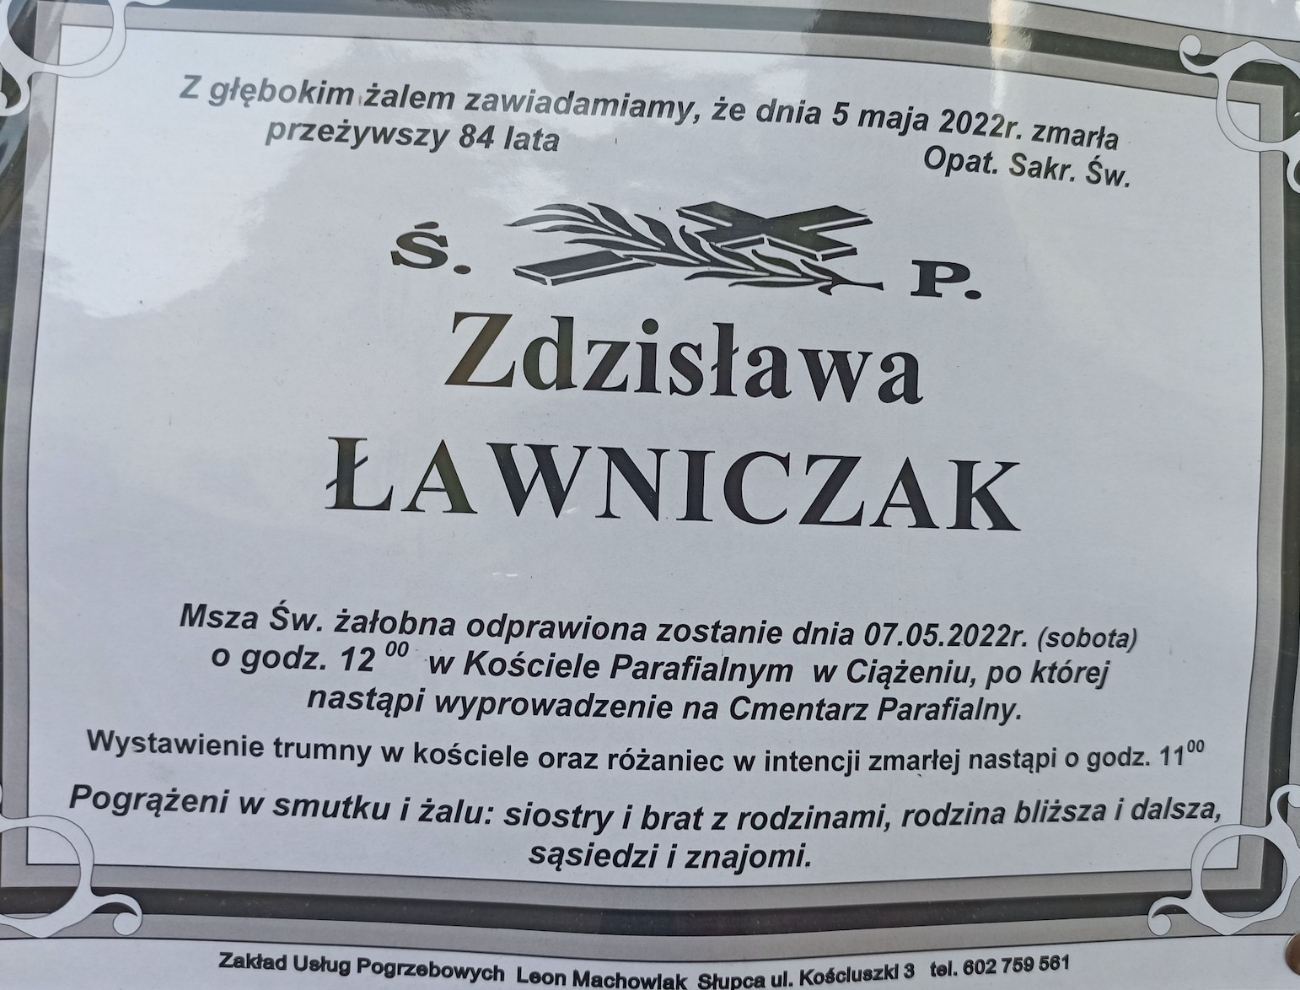 Z głębokim żalem zawiadamiamy, że dnia 5 maja 2022r. zmarła
przeżywszy 84 lata
Opat. Sakr. Św.
Ś. P.
Zdzisława
ŁAWNICZAK
Msza Św. żałobna odprawiona zostanie dnia 07.05.2022r. (sobota)
o godz. 12 00 w Kościele Parafialnym w Ciążeniu, po której
nastąpi wyprowadzenie na Cmentarz Parafialny.
Wystawienie trumny w kościele oraz różaniec w intencji zmarłej nastąpi o godz. 11 00
Pogrążeni w smutku i żalu: siostry i brat z rodzinami, rodzina bliższa i dalsza,
sąsiedzi i znajomi.
Zakład Usług Pogrzebowych Leon Machowiak Słupca ul. Kościuszki 3 tel. 602 759 561